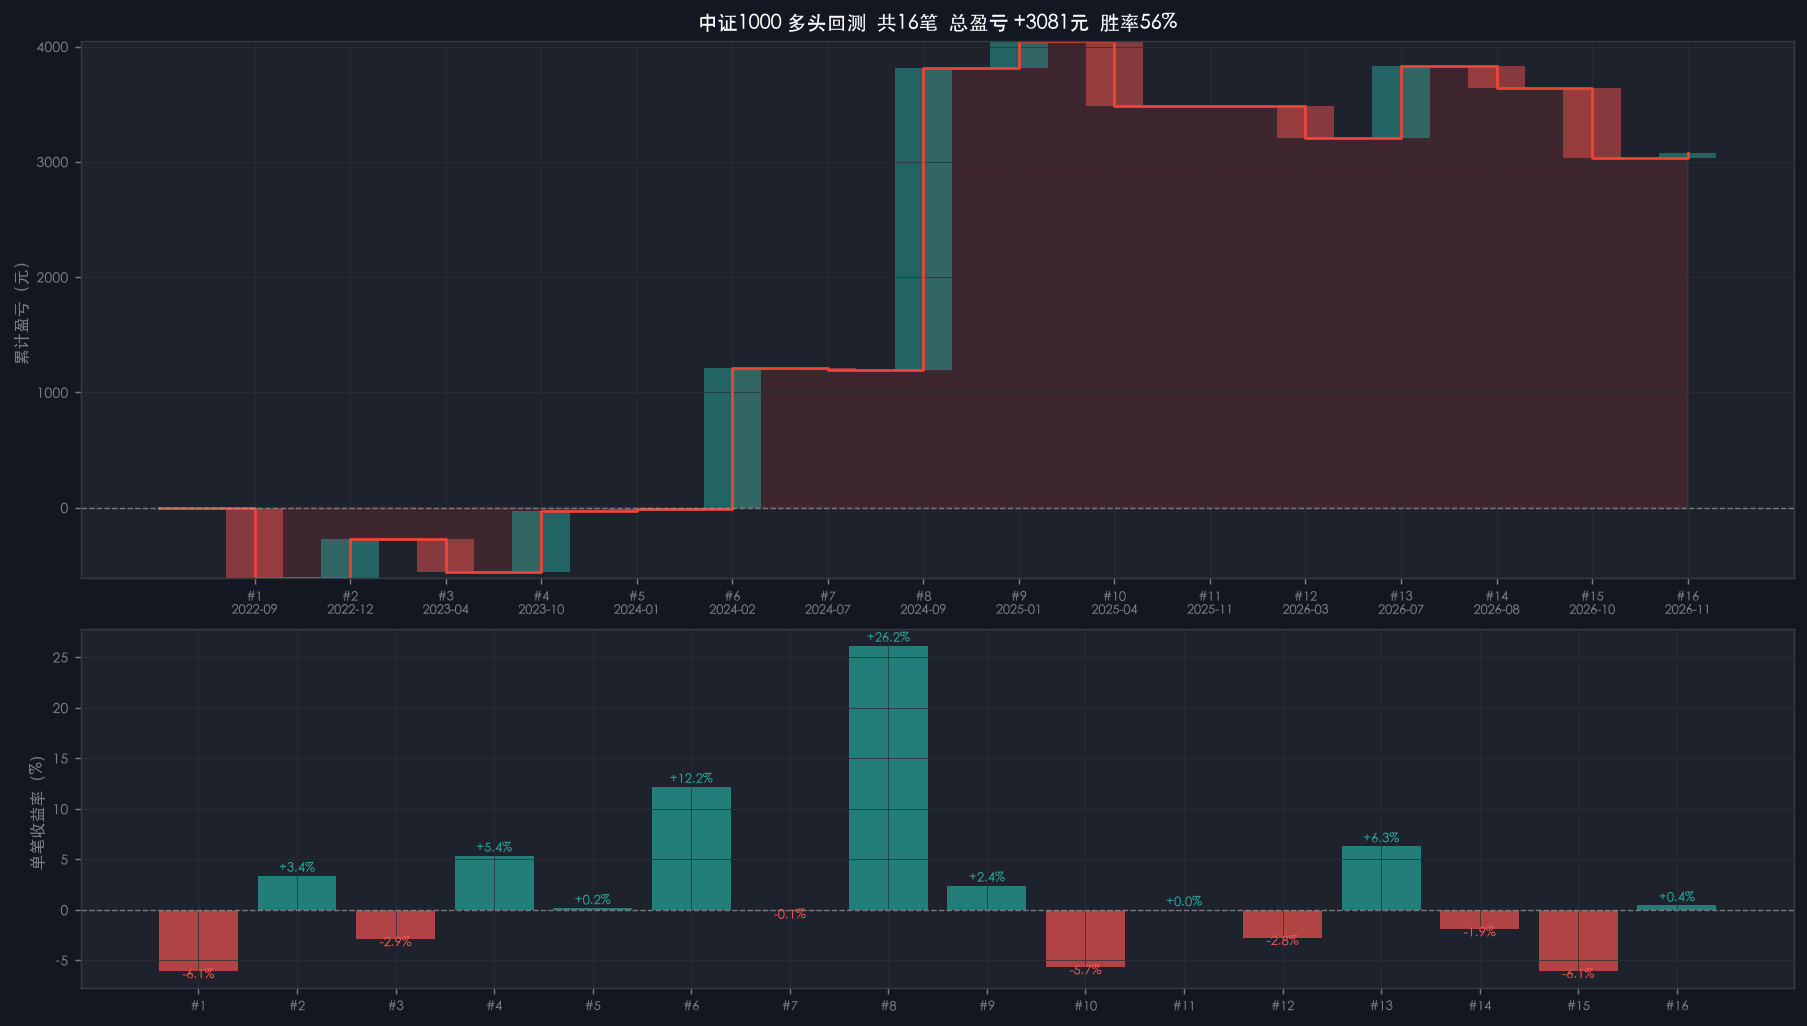 中证1000 多头回测 共16笔 总盈亏 +3081元 胜率56%
累计盈亏 (元)
4000
3000
2000
1000
0
#1 #2 #3 #4 #5 #6 #7 #8 #9 #10 #11 #12 #13 #14 #15 #16
2022-09 2022-12 2023-04 2023-10 2024-01 2024-02 2024-07 2024-09 2025-01 2025-04 2025-11 2026-03 2026-07 2026-08 2026-10 2026-11
单笔收益率 (%)
25
20
15
10
5
0
-5
-6.1% +3.4% -2.9% +5.4% +0.2% +12.2% -0.1% +26.2% +2.4% -5.7% +0.0% -2.8% +6.3% -1.9% -6.1% +0.4%
#1 #2 #3 #4 #5 #6 #7 #8 #9 #10 #11 #12 #13 #14 #15 #16